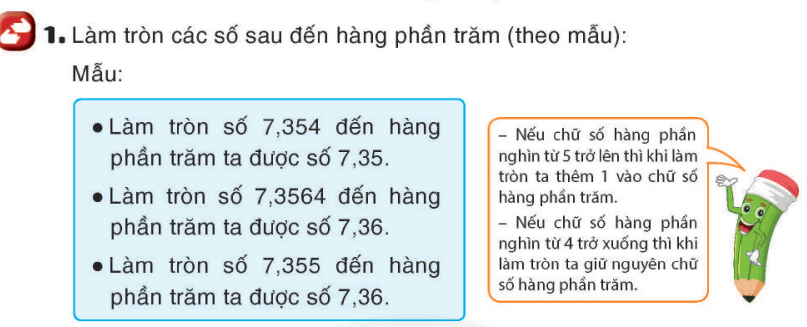 1. Làm tròn các số sau đến hàng phần trăm (theo mẫu):
Mẫu:
● Làm tròn số 7,354 đến hàng
phần trăm ta được số 7,35.
● Làm tròn số 7,3564 đến hàng
phần trăm ta được số 7,36.
● Làm tròn số 7,355 đến hàng
phần trăm ta được số 7,36.
– Nếu chữ số hàng phần
nghìn từ 5 trở lên thì khi làm
tròn ta thêm 1 vào chữ số
hàng phần trăm.
– Nếu chữ số hàng phần
nghìn từ 4 trở xuống thì khi
làm tròn ta giữ nguyên chữ
số hàng phần trăm.